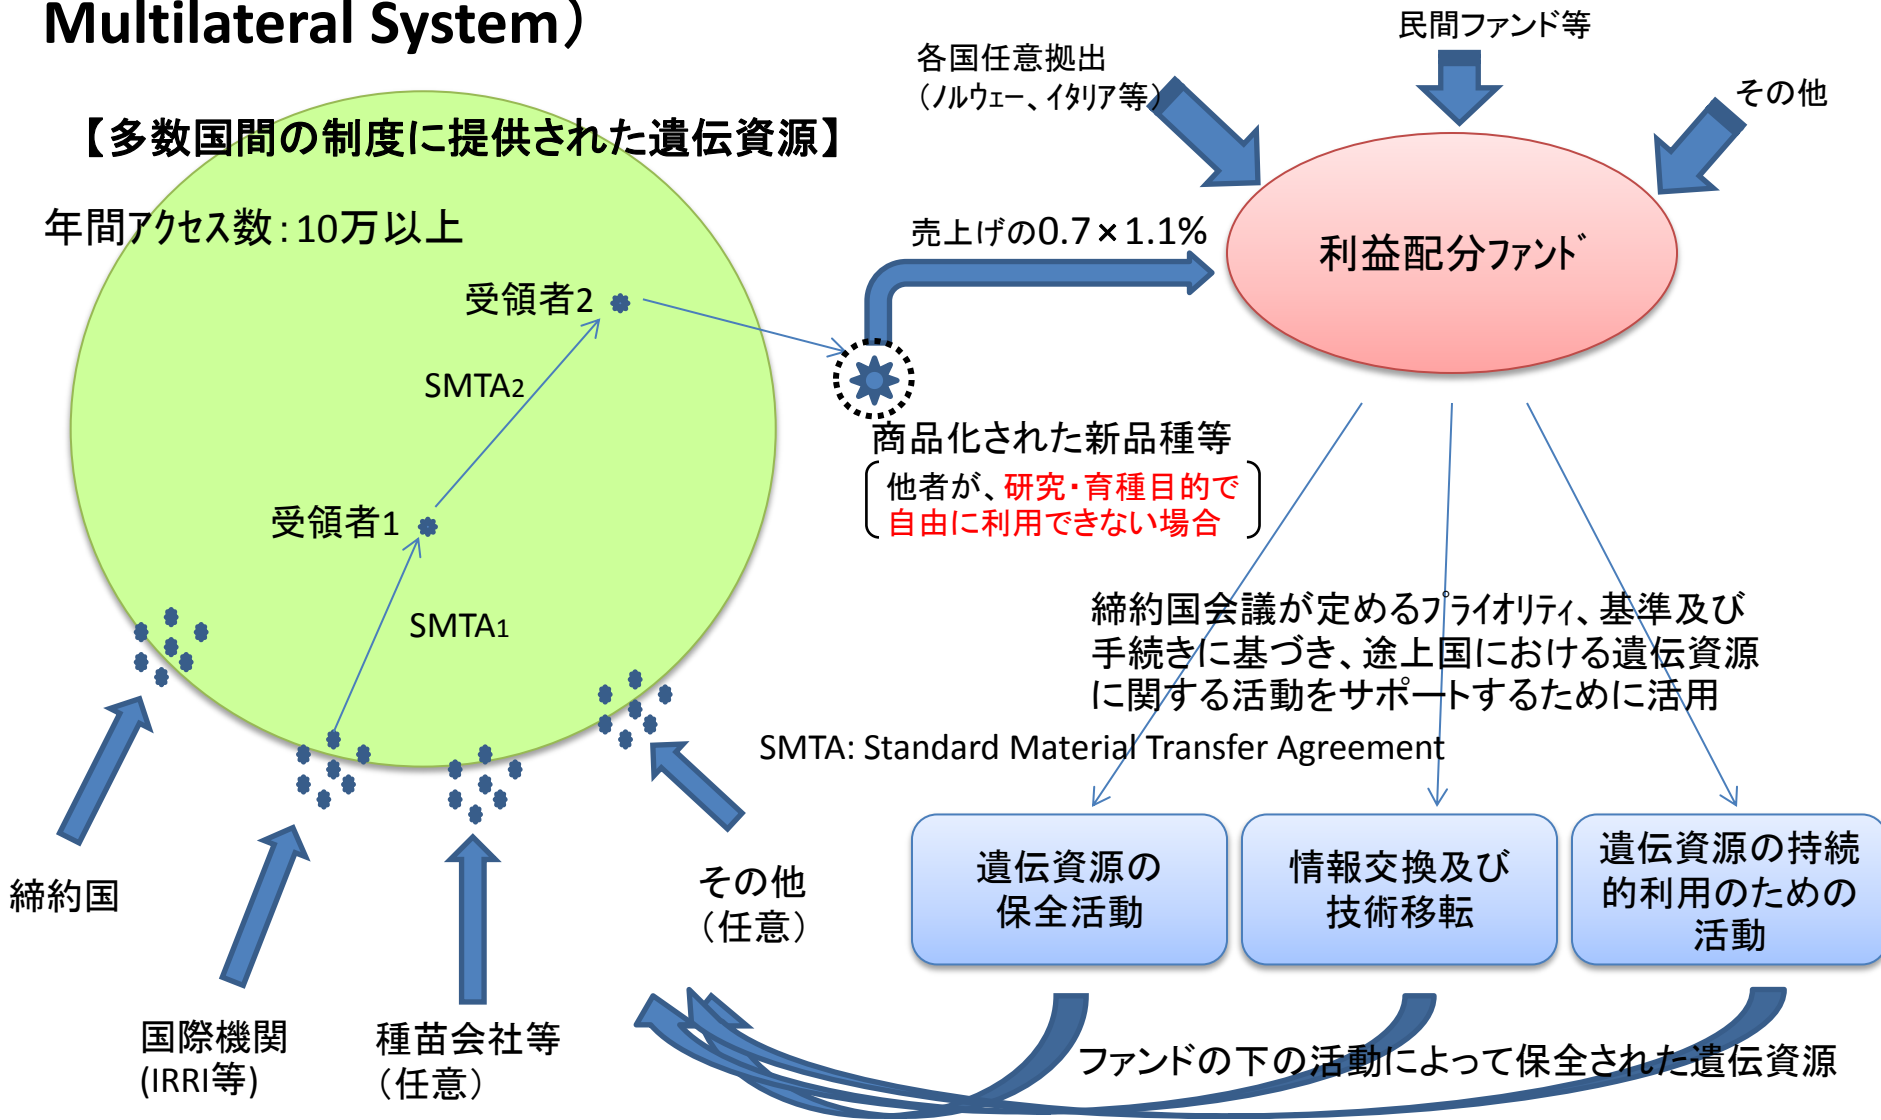 Multilateral System）
【多数国間の制度に提供された遺伝資源】
年間ｱｸｾｽ数：10万以上
受領者2
SMTA2
受領者1
SMTA1
締約国
国際機関
(IRRI等)
種苗会社等
（任意）
その他
（任意）
各国任意拠出
（ﾉﾙｳｪｰ、ｲﾀﾘｱ等）
民間ファンド等
その他
売上げの0.7×1.1%
利益配分ﾌｧﾝﾄﾞ
商品化された新品種等
他者が、研究・育種目的で
自由に利用できない場合
締約国会議が定めるﾌﾟﾗｲｵﾘﾃｨ、基準及び
手続きに基づき、途上国における遺伝資源
に関する活動をサポートするために活用
SMTA: Standard Material Transfer Agreement
遺伝資源の
保全活動
情報交換及び
技術移転
遺伝資源の持続
的利用のための
活動
ファンドの下の活動によって保全された遺伝資源